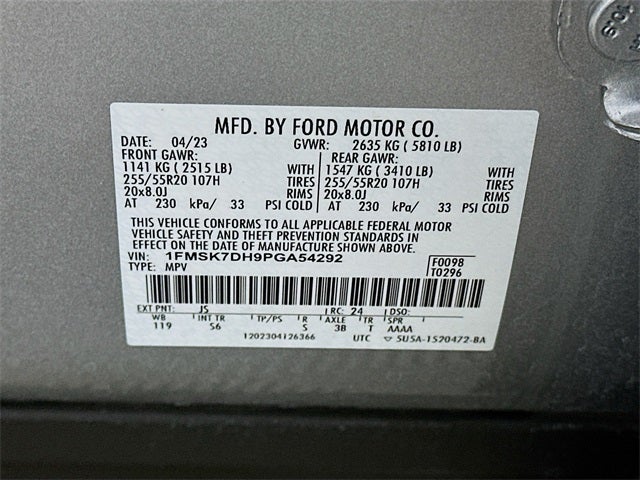 MFD. BY FORD MOTOR CO.
DATE: 04/23 GVWR: 2635 KG ( 5810 LB)
FRONT GAWR: REAR GAWR:
1141 KG ( 2515 LB) WITH 1547 KG ( 3410 LB) WITH
255/55R20 107H TIRES 255/55R20 107H TIRES
20x8.0J RIMS 20x8.0J RIMS
AT 230 kPa/ 33 PSI COLD AT 230 kPa/ 33 PSI COLD
THIS VEHICLE CONFORMS TO ALL APPLICABLE FEDERAL MOTOR
VEHICLE SAFETY AND THEFT PREVENTION STANDARDS IN
EFFECT ON THE DATE OF MANUFACTURE SHOWN ABOVE.
VIN: 1FMSK7DH9PGA54292 F0098
TYPE: MPV T0296
EXT PNT: JS RC: 24 DSO:
WB INT TR TP/PS R AXLE TR SPR
119 S6 S 3B T AAAA
1202304126366 UTC 5U5A-1520472-BA